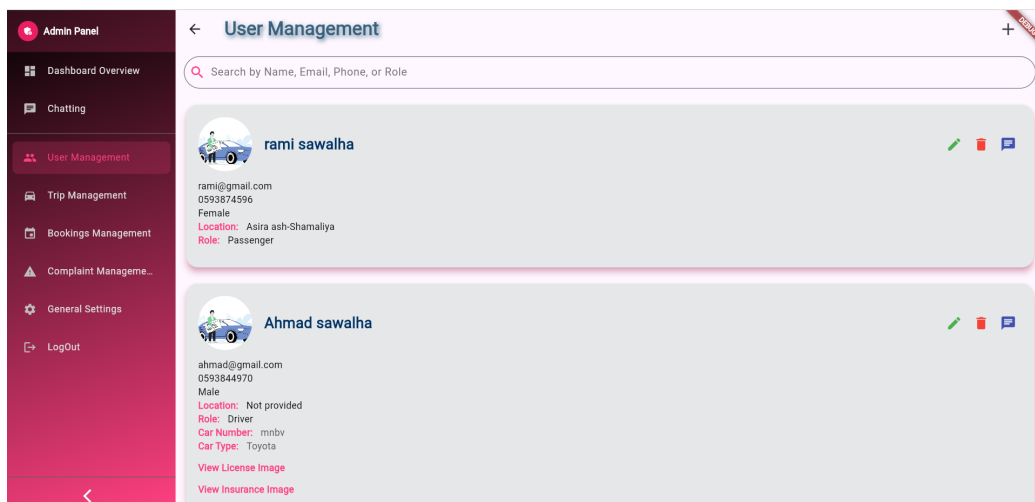 Admin Panel
Dashboard Overview
Chatting
User Management
Trip Management
Bookings Management
Complaint Manageme...
General Settings
LogOut
User Management
DEBUG
Search by Name, Email, Phone, or Role
rami sawalha
rami@gmail.com
0593874596
Female
Location: Asira ash-Shamaliya
Role: Passenger
Ahmad sawalha
ahmad@gmail.com
0593844970
Male
Location: Not provided
Role: Driver
Car Number: mnbv
Car Type: Toyota
View License Image
View Insurance Image